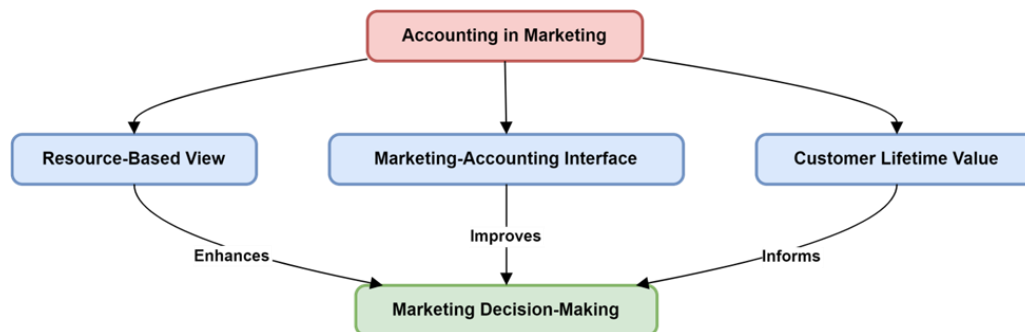 Accounting in Marketing
Resource-Based View
Marketing-Accounting Interface
Customer Lifetime Value
Enhances
Improves
Informs
Marketing Decision-Making